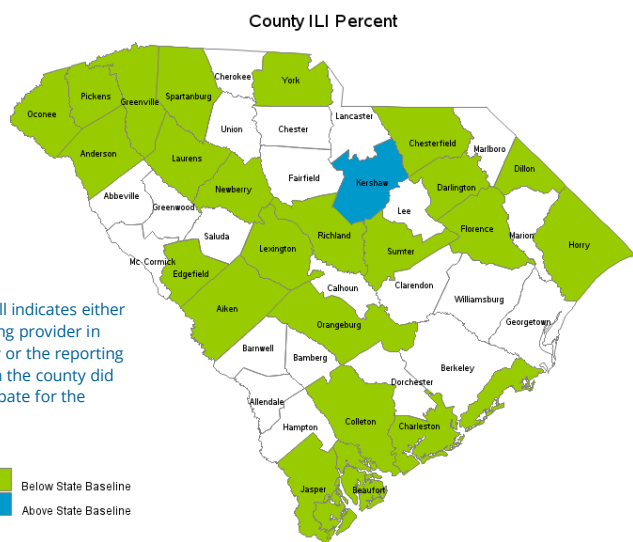 County ILI Percent
Cherokee
York
Pickens
Spartanburg
Greenville
Oconee
Lancaster
Union
Chester
Chesterfield
Marlboro
Anderson
Laurens
Dillon
Fairfield
Kershaw
Newberry
Darlington
Abbeville
Greenwood
Lee
Saluda
Richland
Florence
Marion
Lexington
Sumter
Horry
Mc Cormick
Edgefield
Calhoun
Clarendon
Williamsburg
Aiken
Orangeburg
Georgetown
Barnwell
Bamberg
Berkeley
Dorchester
Allendale
Colleton
Charleston
Hampton
Jasper
Beaufort
indicates either
ng provider in
or the reporting
the county did
pate for the
Below State Baseline
Above State Baseline